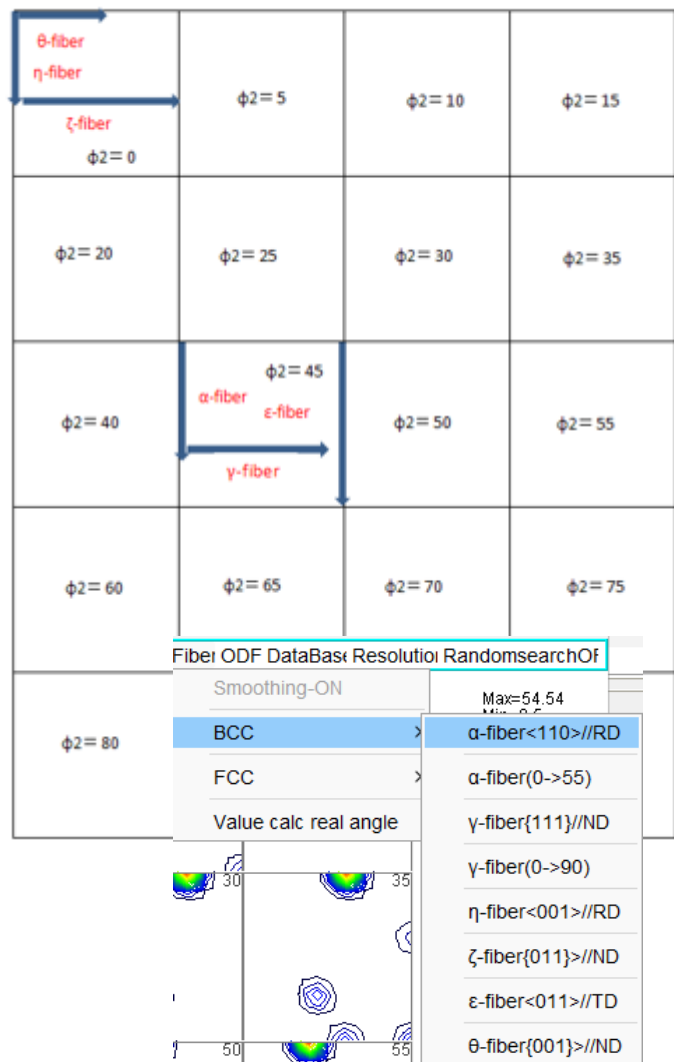 θ-fiber
η-fiber
ζ-fiber
ϕ2＝0
ϕ2＝5
ϕ2＝10
ϕ2＝15
ϕ2＝20
ϕ2＝25
ϕ2＝30
ϕ2＝35
ϕ2＝40
ϕ2＝45
α-fiber
ε-fiber
γ-fiber
ϕ2＝50
ϕ2＝55
ϕ2＝60
ϕ2＝65
ϕ2＝70
ϕ2＝75
ϕ2＝80
Fiber ODF DataBase Resolution RandomsearchOF
Smoothing-ON
Max=54.54
BCC
α-fiber<110>//RD
FCC
α-fiber(0->55)
Value calc real angle
γ-fiber{111}//ND
γ-fiber(0->90)
η-fiber<001>//RD
ζ-fiber{011}>//ND
ε-fiber<011>//TD
θ-fiber{001}>//ND
30
35
50
55